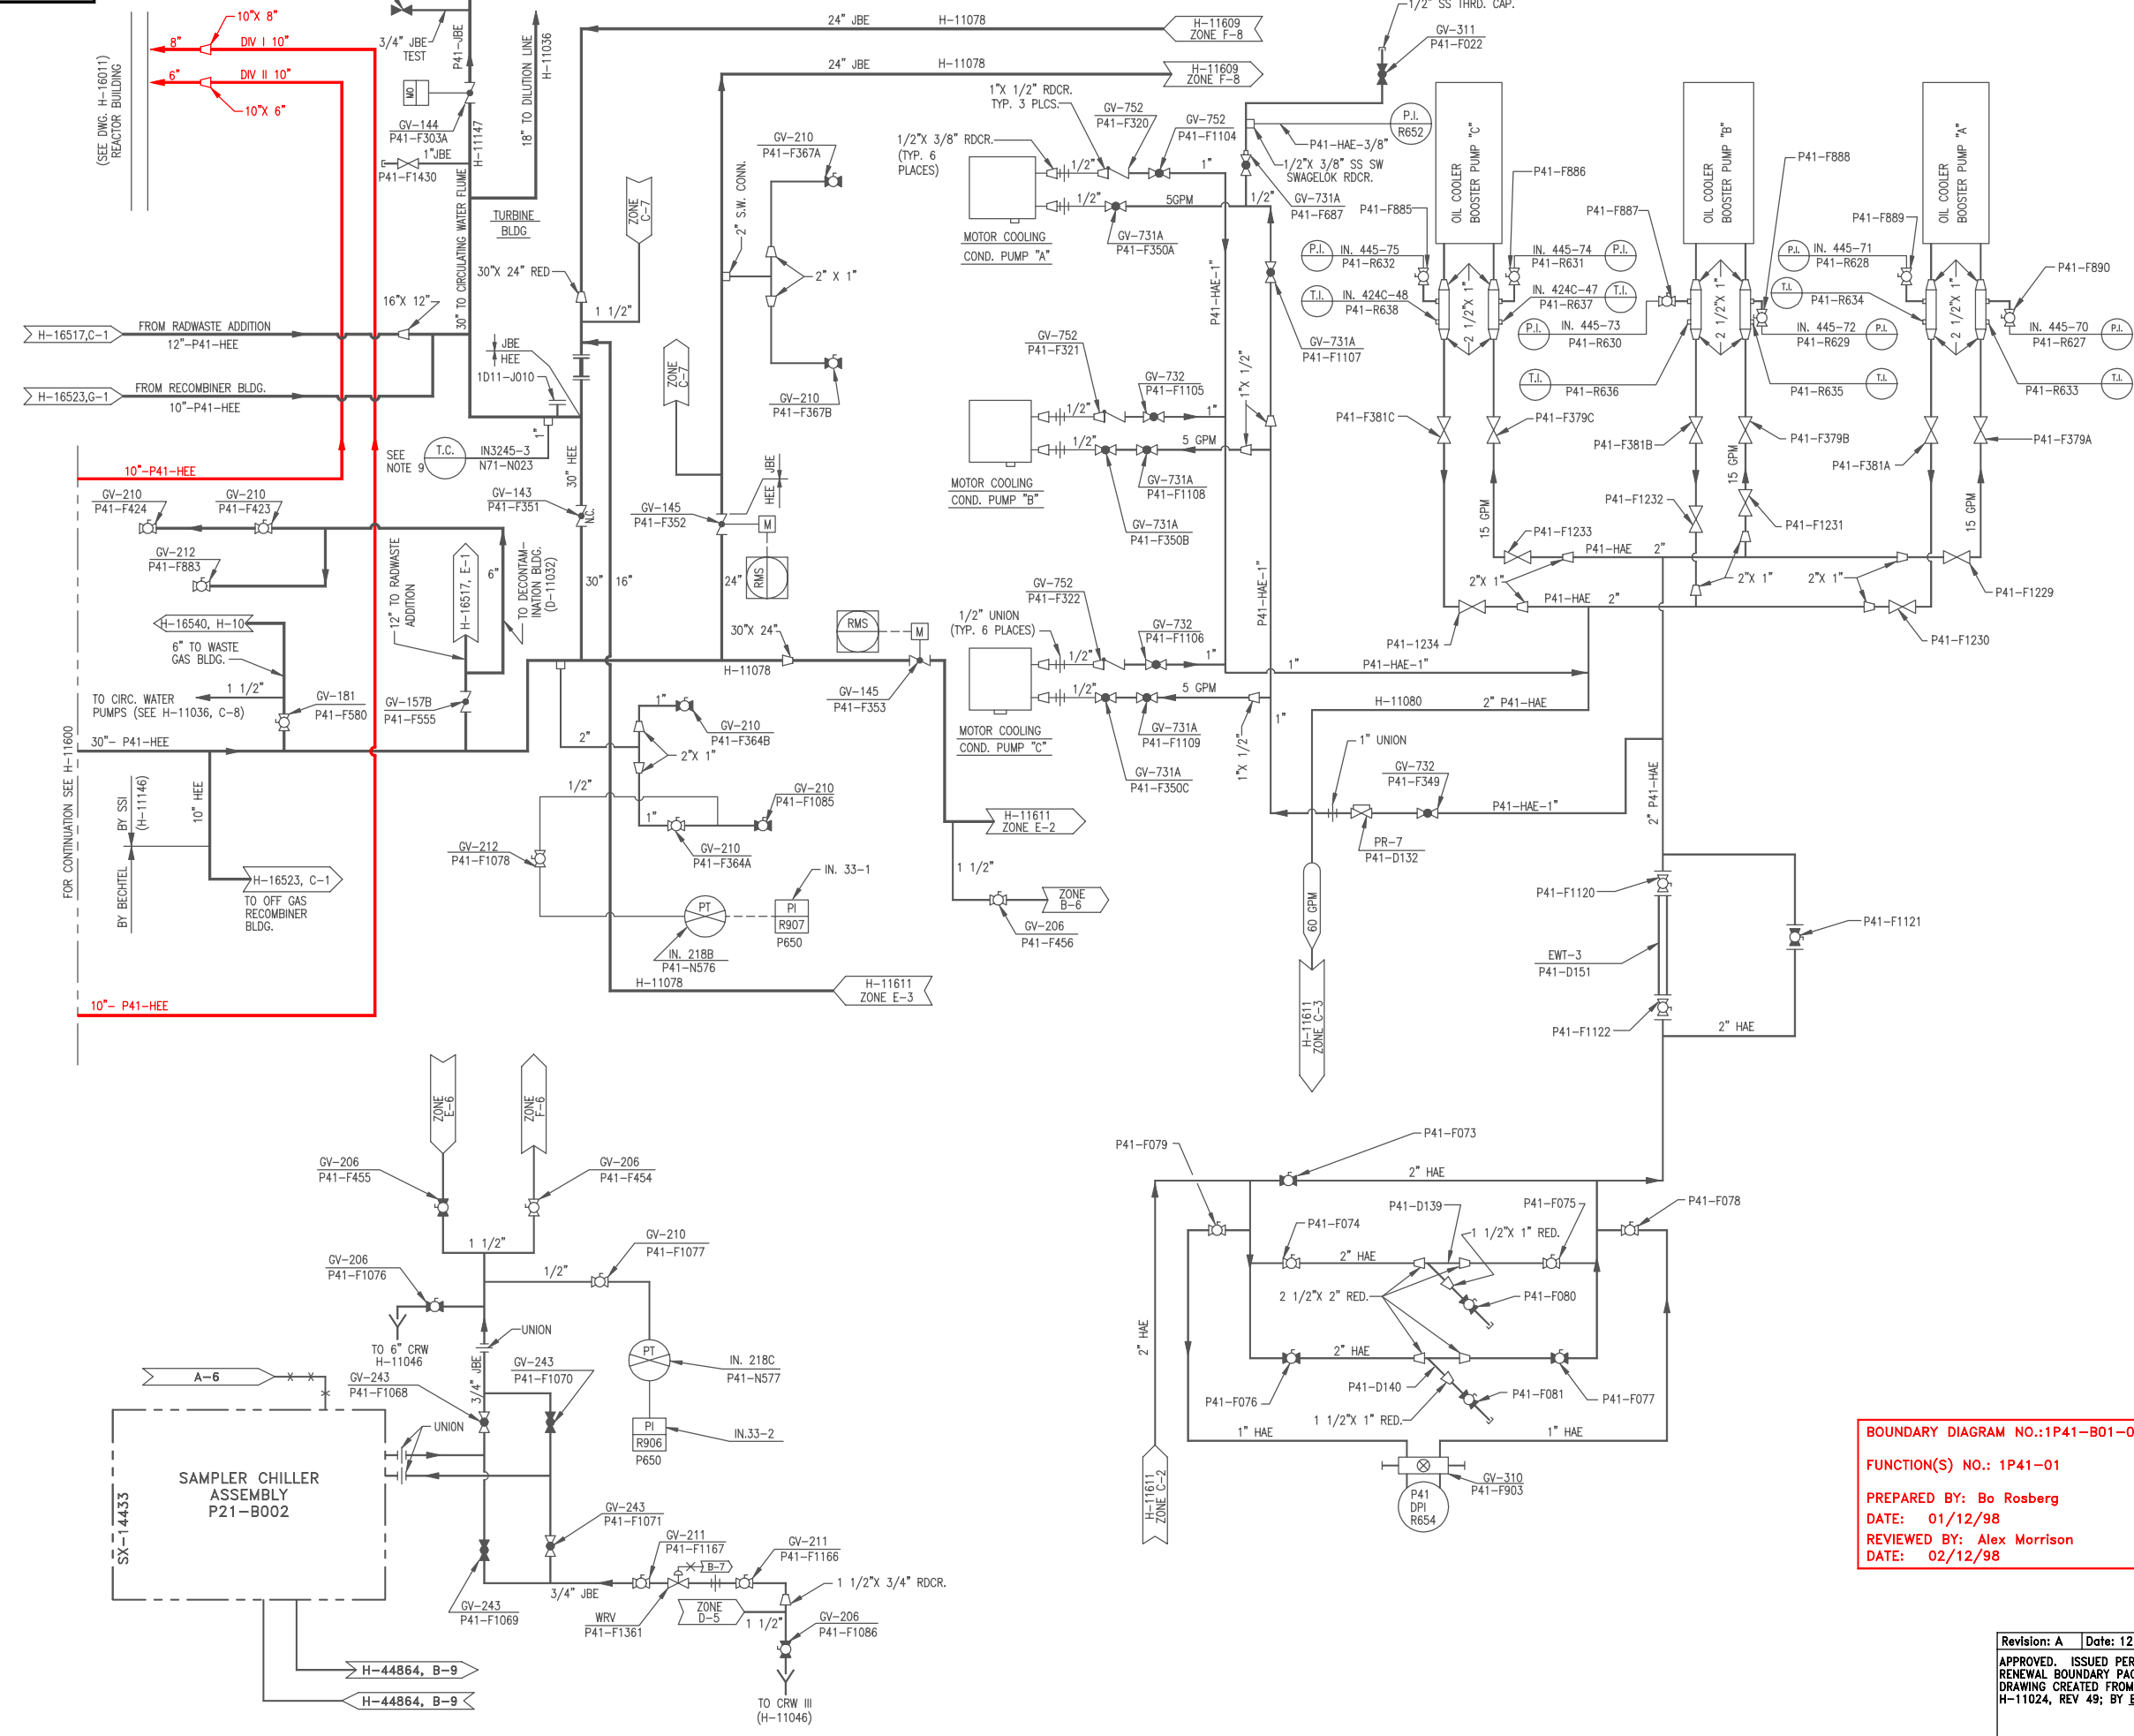 10"X 8"
8"
DIV I 10"
6"
DIV II 10"
10"X 6"
(SEE DWG. H-16011)
REACTOR BUILDING
3/4" JBE
TEST
P41-JBE
MO
GV-144
P41-F303A
1"JBE
P41-F1430
H-11147
18" TO DILUTION LINE
H-11036
30" TO CIRCULATING WATER FLUME
TURBINE
BLDG
24" JBE
H-11078
H-11609
ZONE F-8
24" JBE
H-11078
H-11609
ZONE F-8
ZONE
C-7
30"X 24" RED
1 1/2"
2" S.W. CONN.
GV-210
P41-F367A
2" X 1"
GV-210
P41-F367B
ZONE
C-7
16"X 12"
H-16517,C-1
FROM RADWASTE ADDITION
12"-P41-HEE
H-16523,G-1
FROM RECOMBINER BLDG.
10"-P41-HEE
JBE
HEE
1D11-J010
1"
SEE
NOTE 9
T.C.
IN3245-3
N71-N023
30" HEE
GV-143
P41-F351
N.C.
GV-145
P41-F352
HEE
JBE
M
RMS
30"
16"
24"
10"-P41-HEE
GV-210
P41-F424
GV-210
P41-F423
GV-212
P41-F883
H-16540, H-10
6" TO WASTE
GAS BLDG.
1 1/2"
TO CIRC. WATER
PUMPS (SEE H-11036, C-8)
GV-181
P41-F580
12" TO RADWASTE
ADDITION
H-16517, E-1
6"
TO DECONTAM-
INATION BLDG.
(D-11032)
GV-157B
P41-F555
30"- P41-HEE
FOR CONTINUATION SEE H-11600
BY BECHTEL
BY SSI
(H-11146)
10" HEE
H-16523, C-1
TO OFF GAS
RECOMBINER
BLDG.
10"- P41-HEE
30"X 24"
H-11078
RMS
M
GV-145
P41-F353
2"
1"
GV-210
P41-F364B
2"X 1"
1/2"
1"
GV-210
P41-F1085
GV-210
P41-F364A
GV-212
P41-F1078
PT
IN. 218B
P41-N576
IN. 33-1
PI
R907
P650
H-11078
H-11611
ZONE E-3
H-11611
ZONE E-2
1 1/2"
ZONE
B-6
GV-206
P41-F456
1/2" SS THRD. CAP.
GV-311
P41-F022
1"X 1/2" RDCR.
TYP. 3 PLCS.
GV-752
P41-F320
GV-752
P41-F1104
1/2"X 3/8" RDCR.
(TYP. 6
PLACES)
1/2"
1"
1/2"
5GPM
1/2"
GV-731A
P41-F350A
MOTOR COOLING
COND. PUMP "A"
P.I.
R652
P41-HAE-3/8"
1/2"X 3/8" SS SW
SWAGELOK RDCR.
GV-731A
P41-F687
P41-HAE-1"
GV-731A
P41-F1107
GV-752
P41-F321
GV-732
P41-F1105
1/2"
1"
1/2"
5 GPM
1"X 1/2"
GV-731A
P41-F1108
GV-731A
P41-F350B
MOTOR COOLING
COND. PUMP "B"
GV-752
P41-F322
1/2" UNION
(TYP. 6 PLACES)
GV-732
P41-F1106
1/2"
1"
1/2"
5 GPM
GV-731A
P41-F1109
GV-731A
P41-F350C
MOTOR COOLING
COND. PUMP "C"
P41-HAE-1"
1"X 1/2"
1"
1"
P41-HAE-1"
H-11080
2" P41-HAE
1" UNION
GV-732
P41-F349
PR-7
P41-D132
P41-HAE-1"
60 GPM
H-11611
ZONE C-3
OIL COOLER
BOOSTER PUMP "C"
OIL COOLER
BOOSTER PUMP "B"
OIL COOLER
BOOSTER PUMP "A"
P41-F885
P41-F886
P.I.
IN. 445-75
P41-R632
IN. 445-74
P41-R631
P.I.
T.I.
IN. 424C-48
P41-R638
2 1/2"X 1"
IN. 424C-47
P41-R637
T.I.
P41-F887
P41-F888
P.I.
IN. 445-73
P41-R630
2 1/2"X 1"
IN. 445-72
P41-R629
P.I.
T.I.
P41-R636
P41-R635
T.I.
P41-F889
P41-F890
P.I.
IN. 445-71
P41-R628
T.I.
P41-R634
2 1/2"X 1"
IN. 445-70
P41-R627
P.I.
P41-R633
T.I.
P41-F381C
P41-F379C
P41-F381B
P41-F379B
P41-F381A
P41-F379A
15 GPM
15 GPM
15 GPM
P41-F1232
P41-F1231
P41-F1233
P41-HAE
2"
2"X 1"
2"X 1"
2"X 1"
P41-F1229
P41-HAE
2"
P41-1234
P41-F1230
2" P41-HAE
P41-F1120
P41-F1121
EWT-3
P41-D151
P41-F1122
2" HAE
ZONE
E-6
ZONE
F-6
GV-206
P41-F455
GV-206
P41-F454
1 1/2"
GV-210
P41-F1077
GV-206
P41-F1076
1/2"
TO 6" CRW
H-11046
UNION
PT
IN. 218C
P41-N577
3/4" JBE
GV-243
P41-F1070
GV-243
P41-F1068
PI
R906
P650
IN.33-2
A-6
UNION
SAMPLER CHILLER
ASSEMBLY
P21-B002
SX-14433
GV-243
P41-F1071
GV-243
P41-F1069
3/4" JBE
GV-211
P41-F1167
B-7
GV-211
P41-F1166
WRV
P41-F1361
1 1/2"X 3/4" RDCR.
ZONE
D-5
1 1/2"
GV-206
P41-F1086
TO CRW III
(H-11046)
H-44864, B-9
H-44864, B-9
P41-F073
P41-F079
2" HAE
P41-F078
P41-F074
P41-D139
P41-F075
1 1/2"X 1" RED.
2" HAE
2 1/2"X 2" RED.
P41-F080
2" HAE
2" HAE
P41-F076
P41-D140
P41-F081
P41-F077
1 1/2"X 1" RED.
1" HAE
1" HAE
H-11611
ZONE C-2
GV-310
P41-F903
P41
DPI
R654
BOUNDARY DIAGRAM NO.:1P41-B01-0
FUNCTION(S) NO.: 1P41-01
PREPARED BY: Bo Rosberg
DATE: 01/12/98
REVIEWED BY: Alex Morrison
DATE: 02/12/98
Revision: A
Date: 12
APPROVED. ISSUED PER
RENEWAL BOUNDARY PAC
DRAWING CREATED FROM
H-11024, REV 49; BY